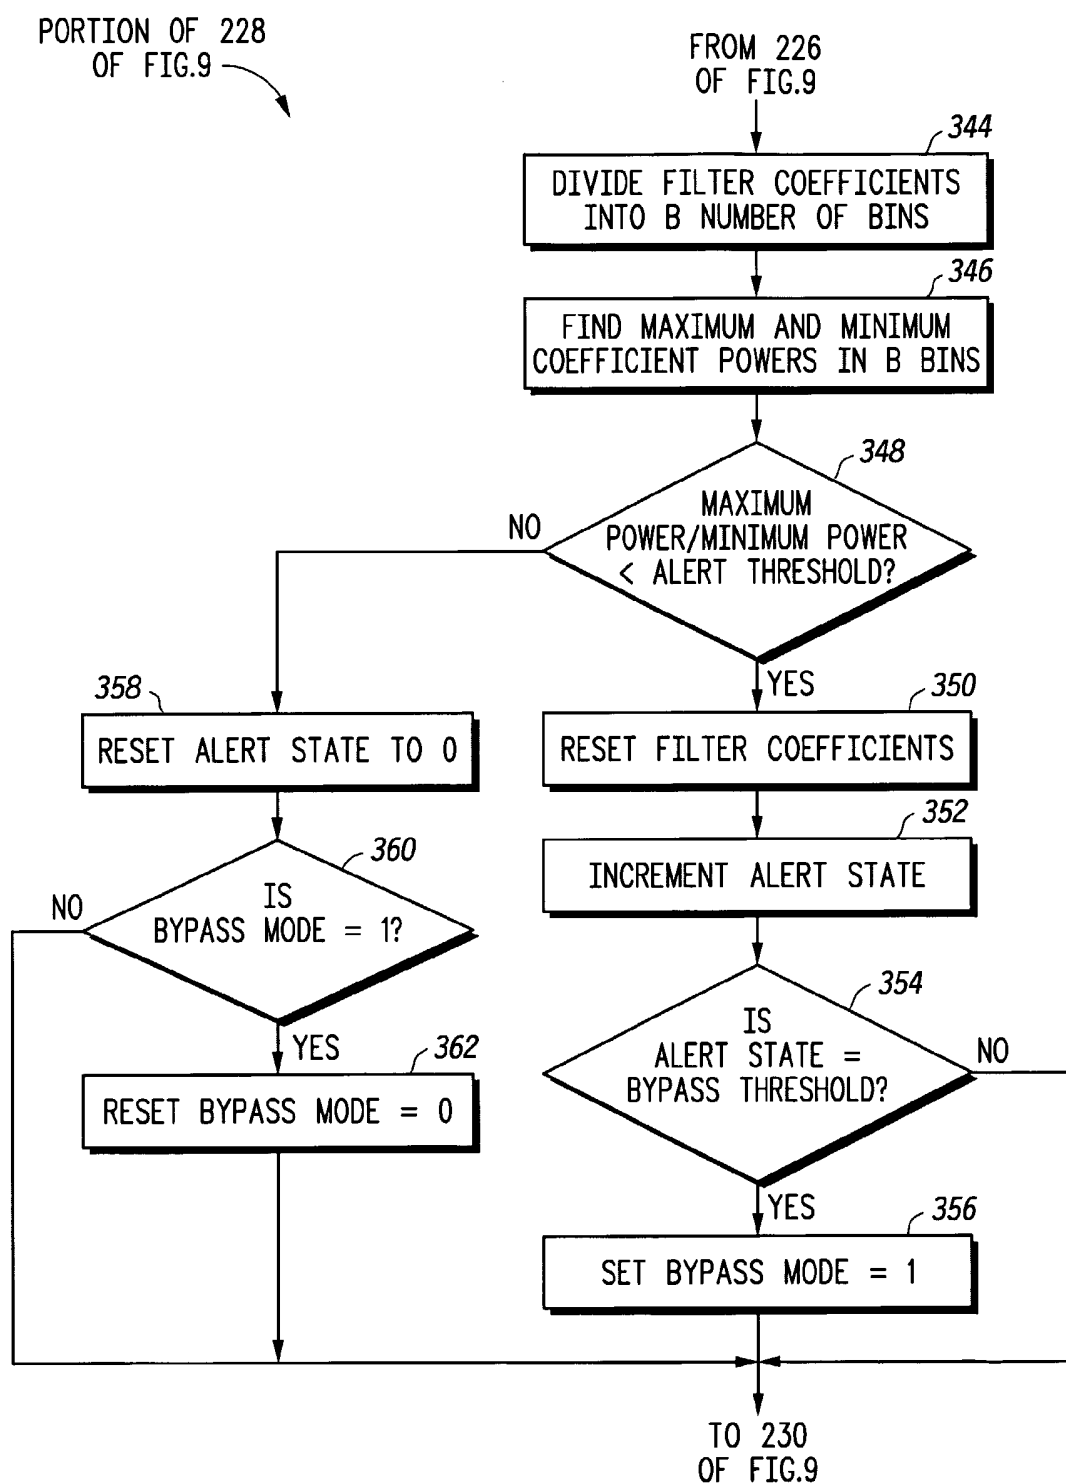 PORTION OF 228
OF FIG.9
FROM 226
OF FIG.9
344
DIVIDE FILTER COEFFICIENTS
INTO B NUMBER OF BINS
346
FIND MAXIMUM AND MINIMUM
COEFFICIENT POWERS IN B BINS
348
MAXIMUM
POWER/MINIMUM POWER
< ALERT THRESHOLD?
NO
YES
358
RESET ALERT STATE TO 0
350
RESET FILTER COEFFICIENTS
352
INCREMENT ALERT STATE
360
IS
BYPASS MODE = 1?
NO
YES
354
IS
ALERT STATE =
BYPASS THRESHOLD?
NO
YES
362
RESET BYPASS MODE = 0
356
SET BYPASS MODE = 1
TO 230
OF FIG.9